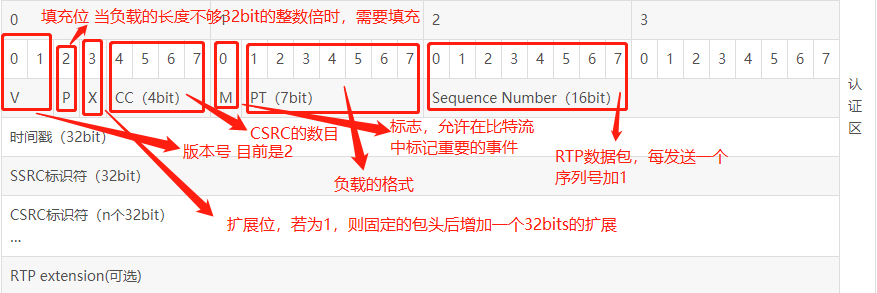 0 填充位 当负载的长度不够32bit的整数倍时，需要填充 2 3
0 1 2 3 4 5 6 7 0 1 2 3 4 5 6 7 0 1 2 3 4 5 6 7 0 1 2 3 4 5 6 7
V P X CC（4bit） M PT（7bit） Sequence Number（16bit）
认证区
时间戳（32bit）
版本号 目前是2
CSRC的数目
标志，允许在比特流
中标记重要的事件
RTP数据包，每发送一个
序列号加1
SSRC标识符（32bit）
负载的格式
CSRC标识符（n个32bit）
...
扩展位，若为1，则固定的包头后增加一个32bits的扩展
RTP extension(可选)